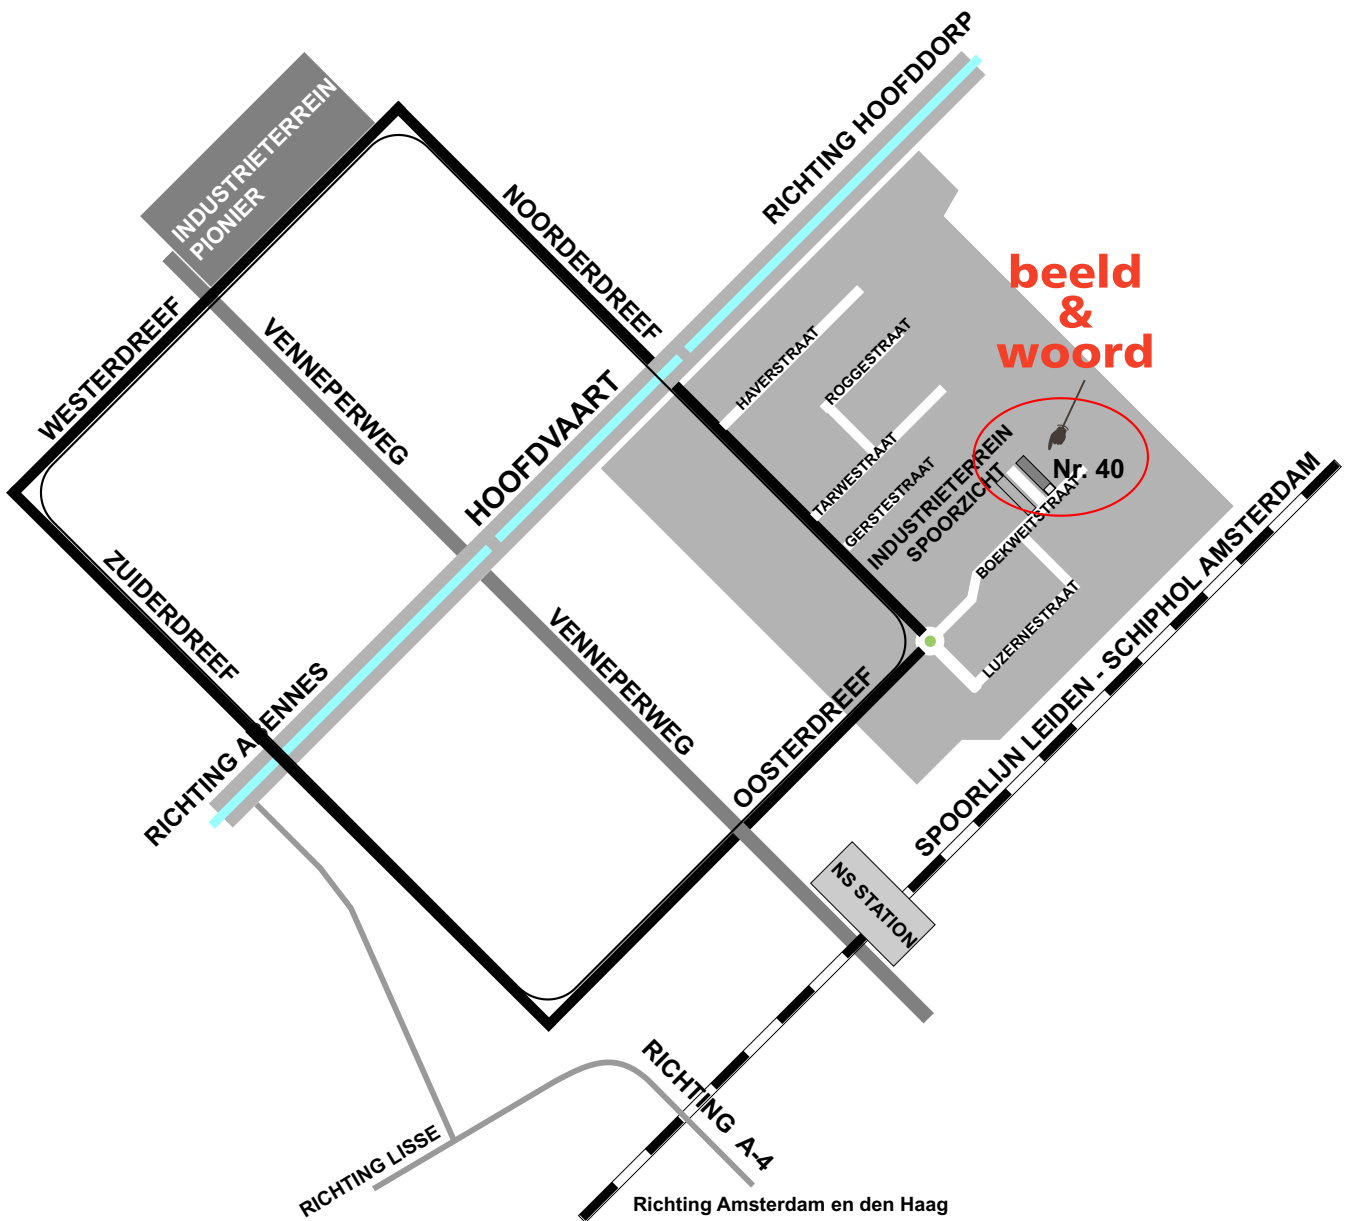 RICHTING HOOFDDORP
INDUSTRIETERREIN
PIONIER
NOORDERDREEF
beeld
&
woord
WESTERDREEF
VENNEPERWEG
HOOFDVAART
HAVERSTRAAT
ROGGESTRAAT
TARWESTRAAT
GERSTESTRAAT
INDUSTRIETERREIN
SPOORZICHT
Nr. 40
BOEKWEITSTRAAT
LUZERNESTRAAT
ZUIDERDREEF
VENNEPERWEG
RICHTING ABENNES
OOSTERDREEF
SPOORLIJN LEIDEN - SCHIPHOL AMSTERDAM
NS STATION
RICHTING A-4
RICHTING LISSE
Richting Amsterdam en den Haag